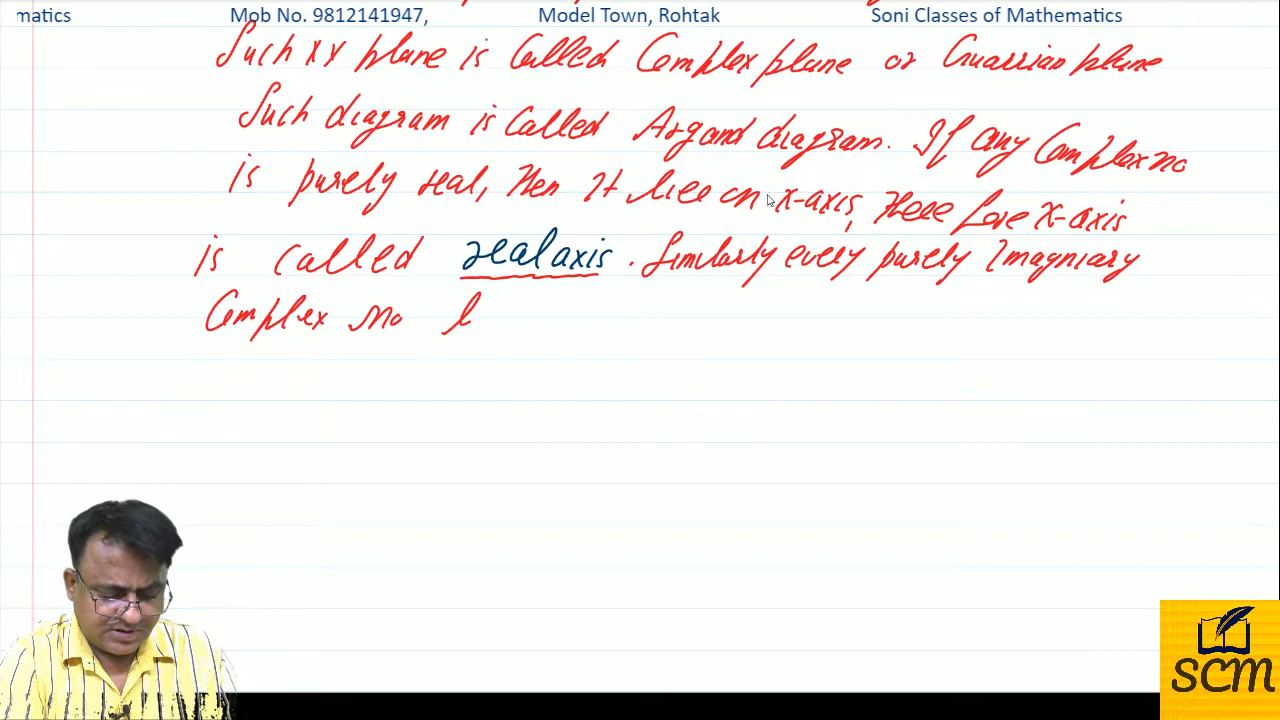 matics Mob No. 9812141947, Model Town, Rohtak Soni Classes of Mathematics
Such XY plane is Called Complex plane or Guassian plane
Such diagram is Called Argand diagram. If any Complex no
is purely real, then It lies on x-axis, therefore X-axis
is called real axis. Similarly every purely Imagniary
Complex no l
SCM